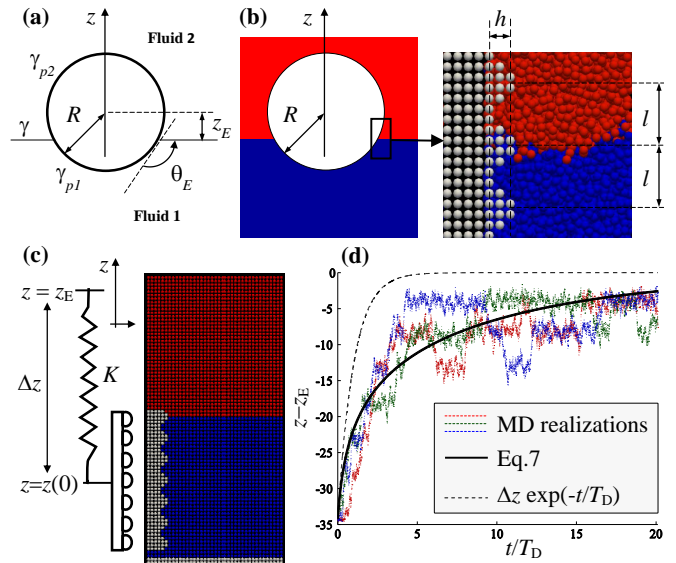 (a)
z
Fluid 2
γp2
R
γ
zE
γp1
θE
Fluid 1
(b)
z
R
h
l
l
(c)
z
z = zE
Δz
K
z=z(0)
(d)
z−zE
0
-5
-10
-15
-20
-25
-30
-35
MD realizations
Eq.7
Δz exp(-t/TD)
0
5
10
15
20
t/TD